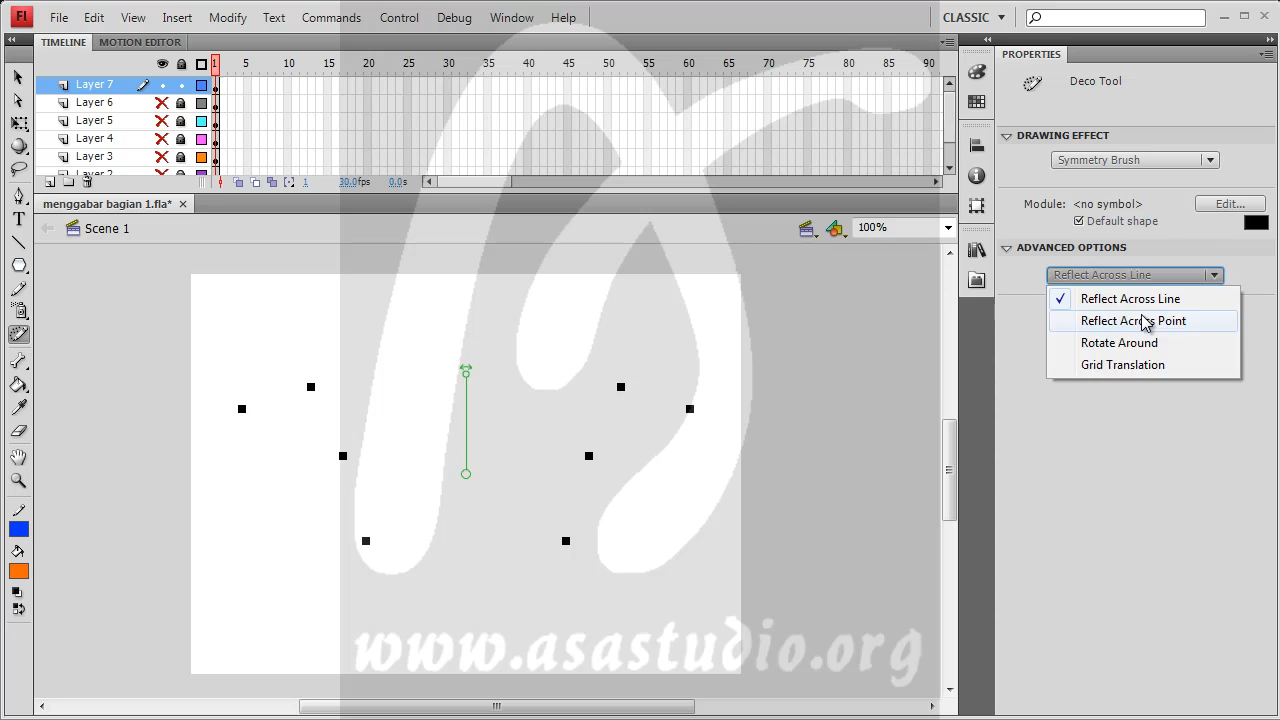 Fl File Edit View Insert Modify Text Commands Control Debug Window Help CLASSIC
TIMELINE MOTION EDITOR
1 5 10 15 20 25 30 35 40 45 50 55 60 65 70 75 80 85 90
Layer 7
Layer 6
Layer 5
Layer 4
Layer 3
1 30.0fps 0.0s
menggabar bagian 1.fla*
Scene 1 100%
PROPERTIES
Deco Tool
DRAWING EFFECT
Symmetry Brush
Module: <no symbol> Edit...
Default shape
ADVANCED OPTIONS
Reflect Across Line
Reflect Across Line
Reflect Across Point
Rotate Around
Grid Translation
www.asastudio.org